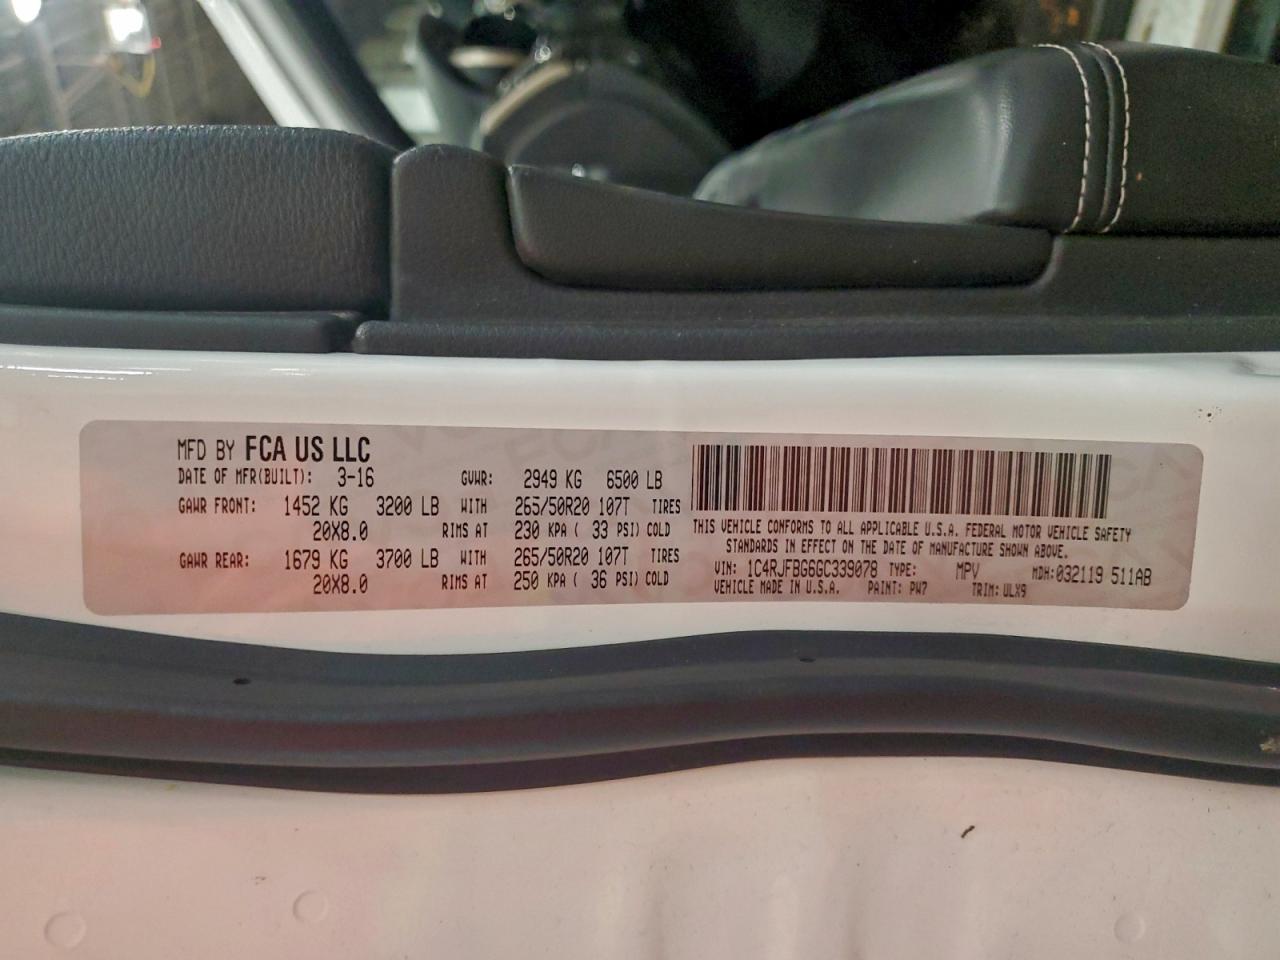 MFD BY FCA US LLC
DATE OF MFR(BUILT): 3-16 GVWR: 2949 KG 6500 LB
GAWR FRONT: 1452 KG 3200 LB WITH 265/50R20 107T TIRES
20X8.0 RIMS AT 230 KPA ( 33 PSI) COLD
GAWR REAR: 1679 KG 3700 LB WITH 265/50R20 107T TIRES
20X8.0 RIMS AT 250 KPA ( 36 PSI) COLD
THIS VEHICLE CONFORMS TO ALL APPLICABLE U.S.A. FEDERAL MOTOR VEHICLE SAFETY
STANDARDS IN EFFECT ON THE DATE OF MANUFACTURE SHOWN ABOVE.
VIN: 1C4RJFBG6GC339078 TYPE: MPV MDH: 032119 511AB
VEHICLE MADE IN U.S.A. PAINT: PW7 TRIM: ULX9